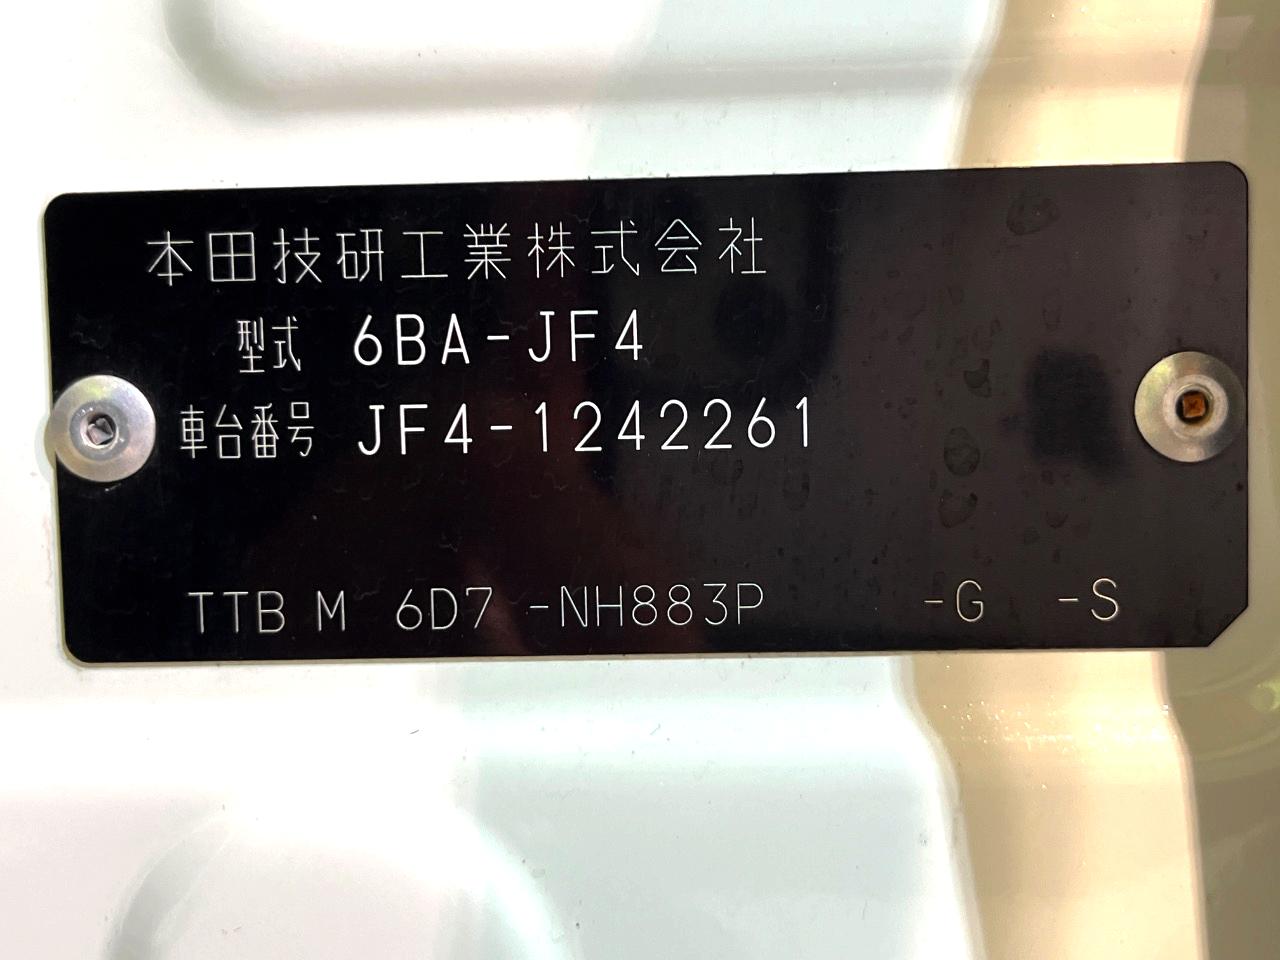 本田技研工業株式会社
型式 6BA-JF4
車台番号 JF4-1242261
TTB M 6D7 -NH883P -G -S